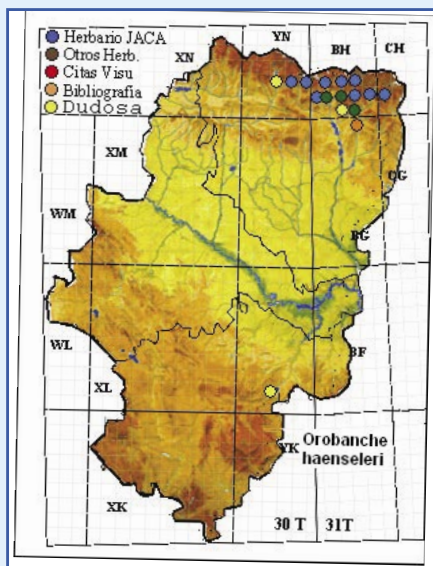 Herbario JACA
Otros Herb.
Citas Visu
Bibliografia
Dudosa
YN
BH
CH
XN
XM
CG
WM
BG
WL
BF
XL
YK
Orobanche
haenseleri
XK
30 T
31T